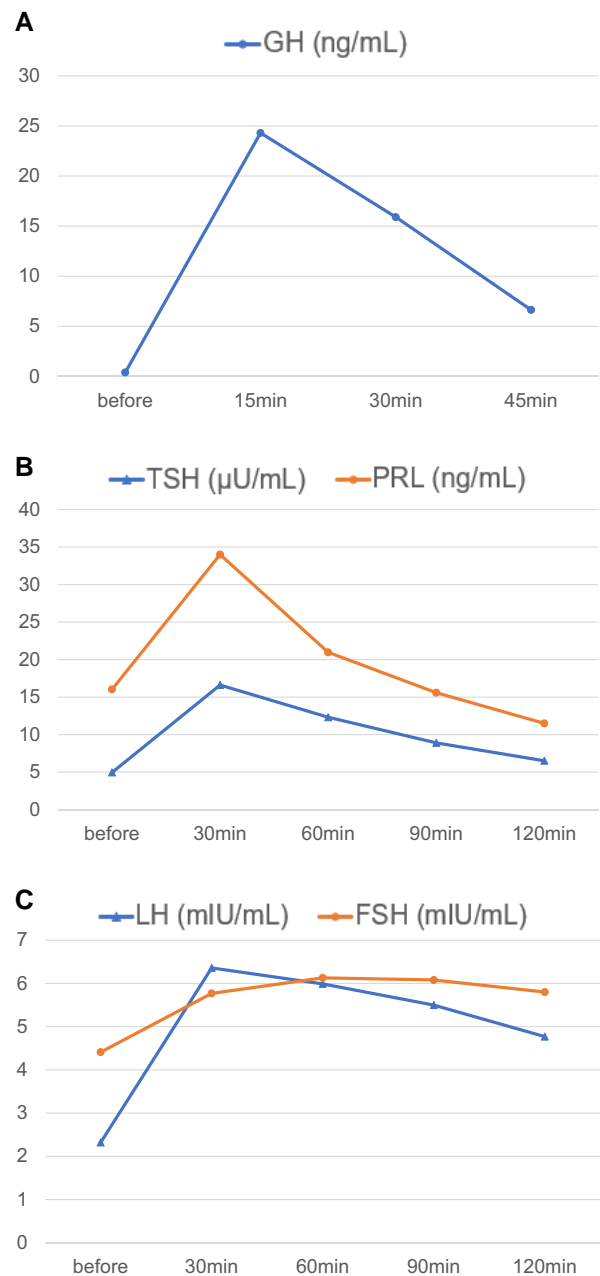 A
GH (ng/mL)
30
25
20
15
10
5
0
before 15min 30min 45min
B
TSH (µU/mL) PRL (ng/mL)
40
35
30
25
20
15
10
5
0
before 30min 60min 90min 120min
C
LH (mIU/mL) FSH (mIU/mL)
7
6
5
4
3
2
1
0
before 30min 60min 90min 120min